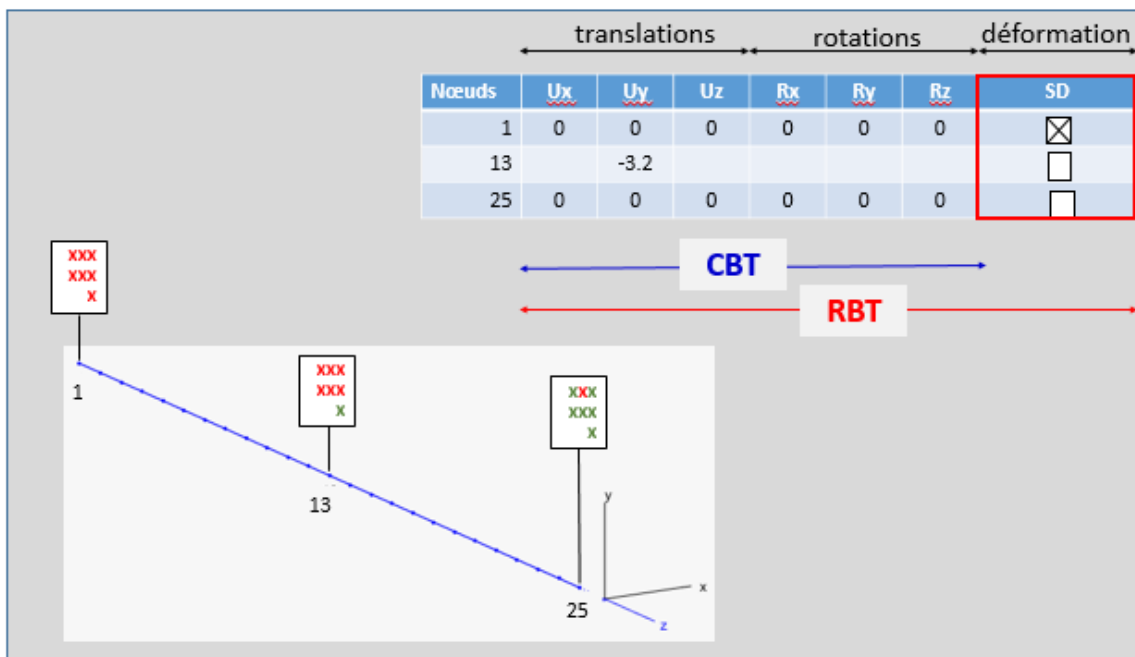 translations rotations déformation
Nœuds Ux Uy Uz Rx Ry Rz SD
1 0 0 0 0 0 0
13 -3.2
25 0 0 0 0 0 0
CBT
RBT
XXX
XXX
X
1
XXX
XXX
X
13
XXX
XXX
X
25
y
x
z